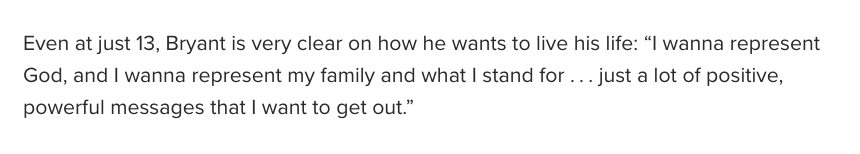 Even at just 13, Bryant is very clear on how he wants to live his life: “I wanna represent
God, and I wanna represent my family and what I stand for . . . just a lot of positive,
powerful messages that I want to get out.”